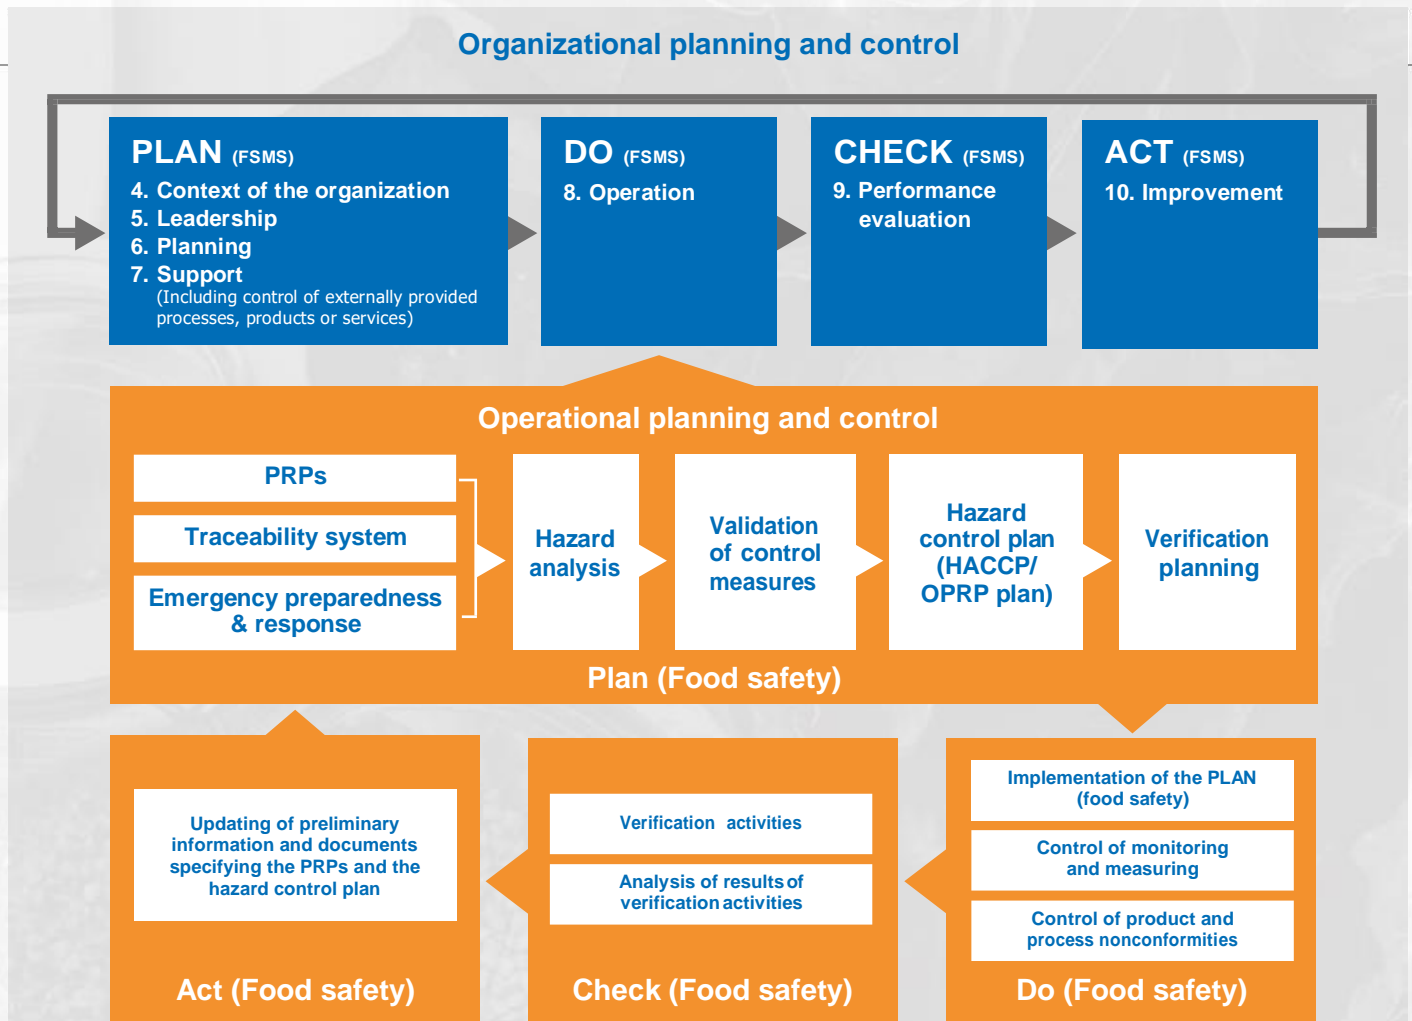 Organizational planning and control
PLAN (FSMS)
4. Context of the organization
5. Leadership
6. Planning
7. Support
(Including control of externally provided
processes, products or services)
DO (FSMS)
8. Operation
CHECK (FSMS)
9. Performance
evaluation
ACT (FSMS)
10. Improvement
Operational planning and control
PRPs
Traceability system
Emergency preparedness
& response
Hazard
analysis
Validation
of control
measures
Hazard
control plan
(HACCP/
OPRP plan)
Verification
planning
Plan (Food safety)
Updating of preliminary
information and documents
specifying the PRPs and the
hazard control plan
Act (Food safety)
Verification activities
Analysis of results of
verification activities
Check (Food safety)
Implementation of the PLAN
(food safety)
Control of monitoring
and measuring
Control of product and
process nonconformities
Do (Food safety)